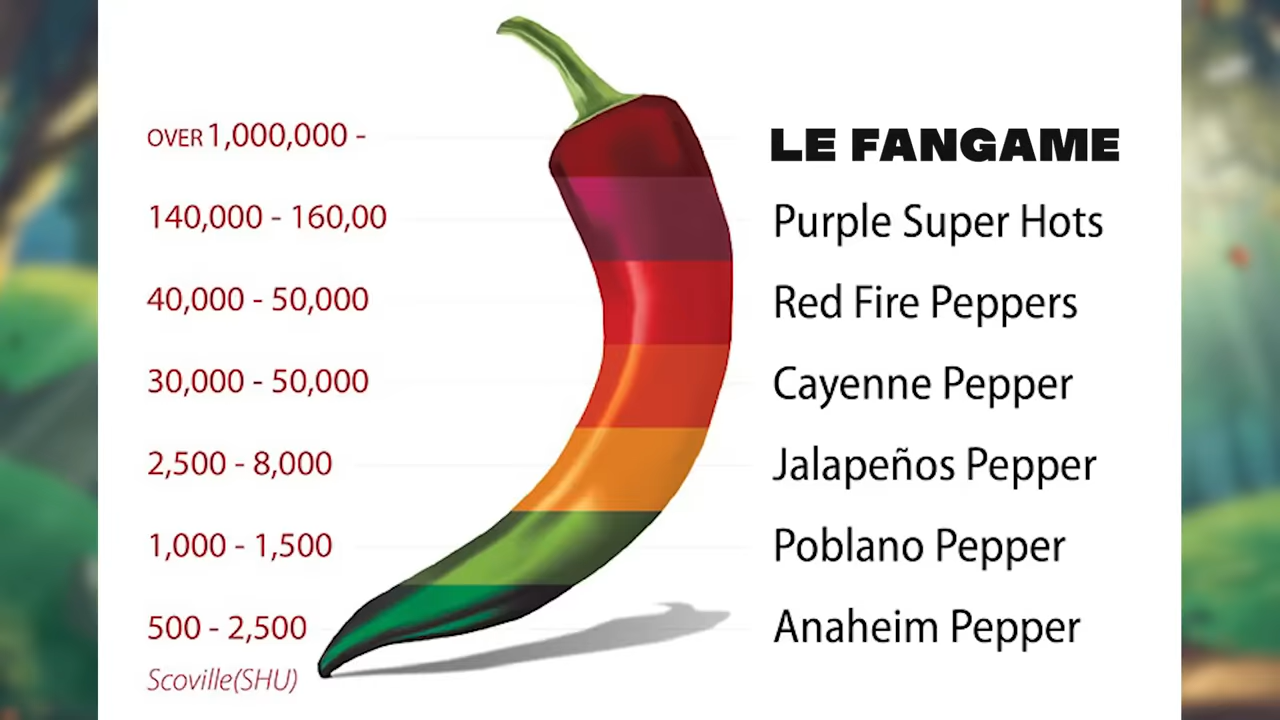 OVER 1,000,000 - LE FANGAME
140,000 - 160,00 Purple Super Hots
40,000 - 50,000 Red Fire Peppers
30,000 - 50,000 Cayenne Pepper
2,500 - 8,000 Jalapeños Pepper
1,000 - 1,500 Poblano Pepper
500 - 2,500 Anaheim Pepper
Scoville(SHU)